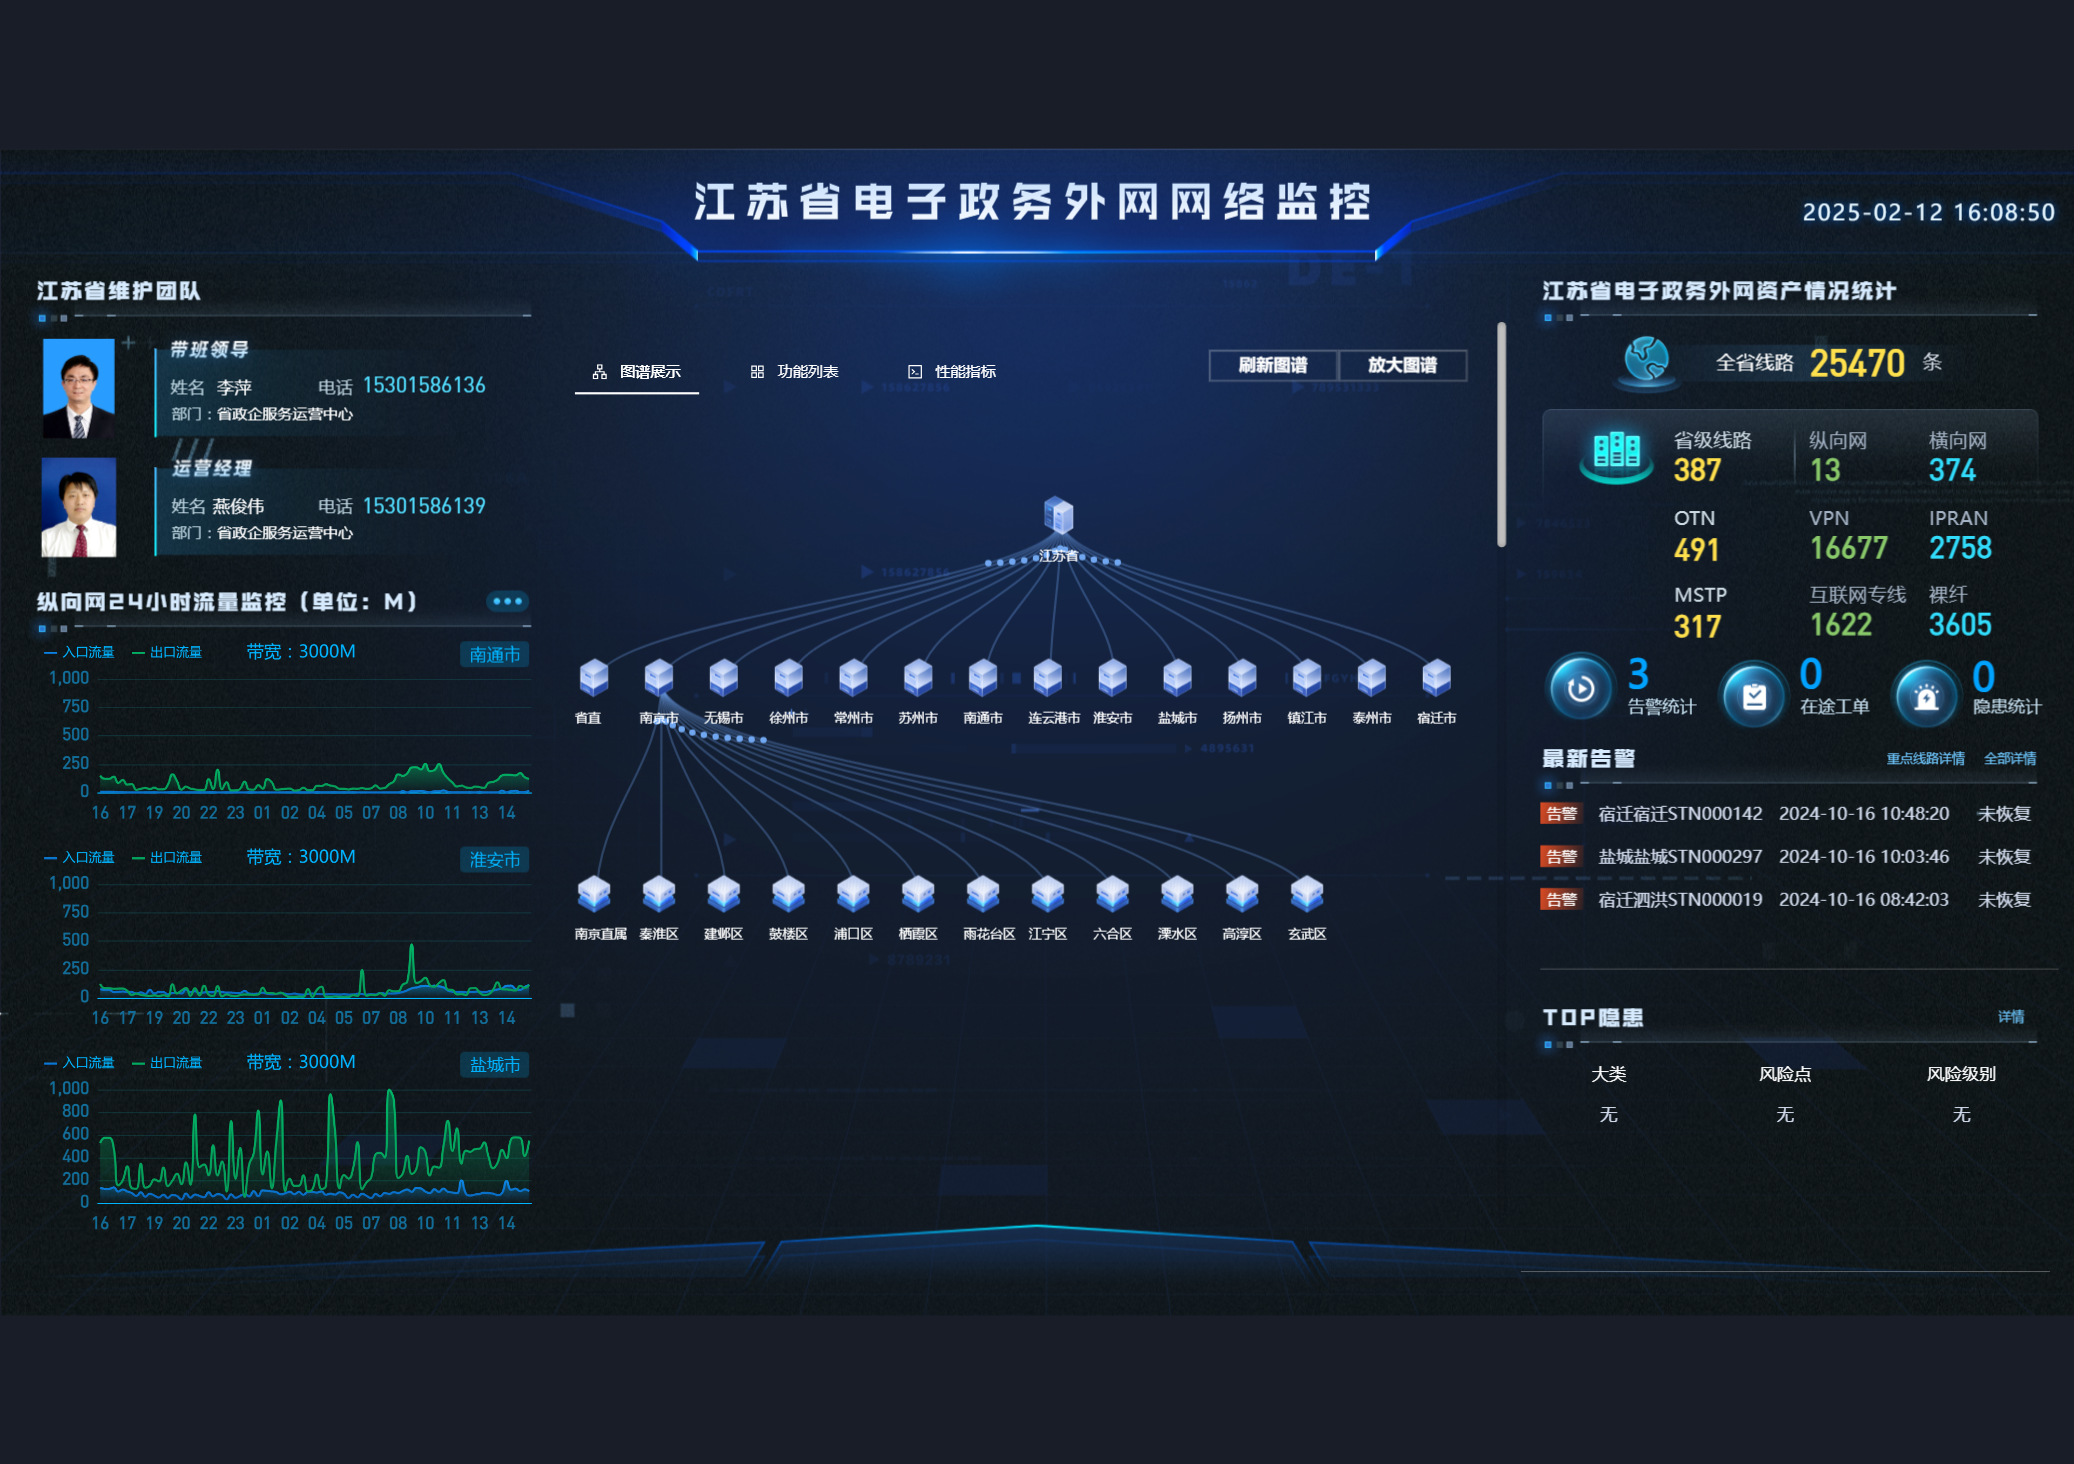 江苏省电子政务外网网络监控
2025-02-12 16:08:50
江苏省维护团队
带班领导
姓名 李萍 电话 15301586136
部门：省政企服务运营中心
运营经理
姓名 燕俊伟 电话 15301586139
部门：省政企服务运营中心
纵向网24小时流量监控（单位：M）
入口流量 出口流量 带宽：3000M 南通市
1,000
750
500
250
0
16 17 19 20 22 23 01 02 04 05 07 08 10 11 13 14
入口流量 出口流量 带宽：3000M 淮安市
1,000
750
500
250
0
16 17 19 20 22 23 01 02 04 05 07 08 10 11 13 14
入口流量 出口流量 带宽：3000M 盐城市
1,000
800
600
400
200
0
16 17 19 20 22 23 01 02 04 05 07 08 10 11 13 14
图谱展示 功能列表 性能指标
刷新图谱 放大图谱
江苏省
省直 南京市 无锡市 徐州市 常州市 苏州市 南通市 连云港市 淮安市 盐城市 扬州市 镇江市 泰州市 宿迁市
南京直属 秦淮区 建邺区 鼓楼区 浦口区 栖霞区 雨花台区 江宁区 六合区 溧水区 高淳区 玄武区
江苏省电子政务外网资产情况统计
全省线路 25470 条
省级线路 纵向网 横向网
387 13 374
OTN VPN IPRAN
491 16677 2758
MSTP 互联网专线 裸纤
317 1622 3605
3 0 0
告警统计 在途工单 隐患统计
最新告警 重点线路详情 全部详情
告警 宿迁宿迁STN000142 2024-10-16 10:48:20 未恢复
告警 盐城盐城STN000297 2024-10-16 10:03:46 未恢复
告警 宿迁泗洪STN000019 2024-10-16 08:42:03 未恢复
TOP隐患 详情
大类 风险点 风险级别
无 无 无